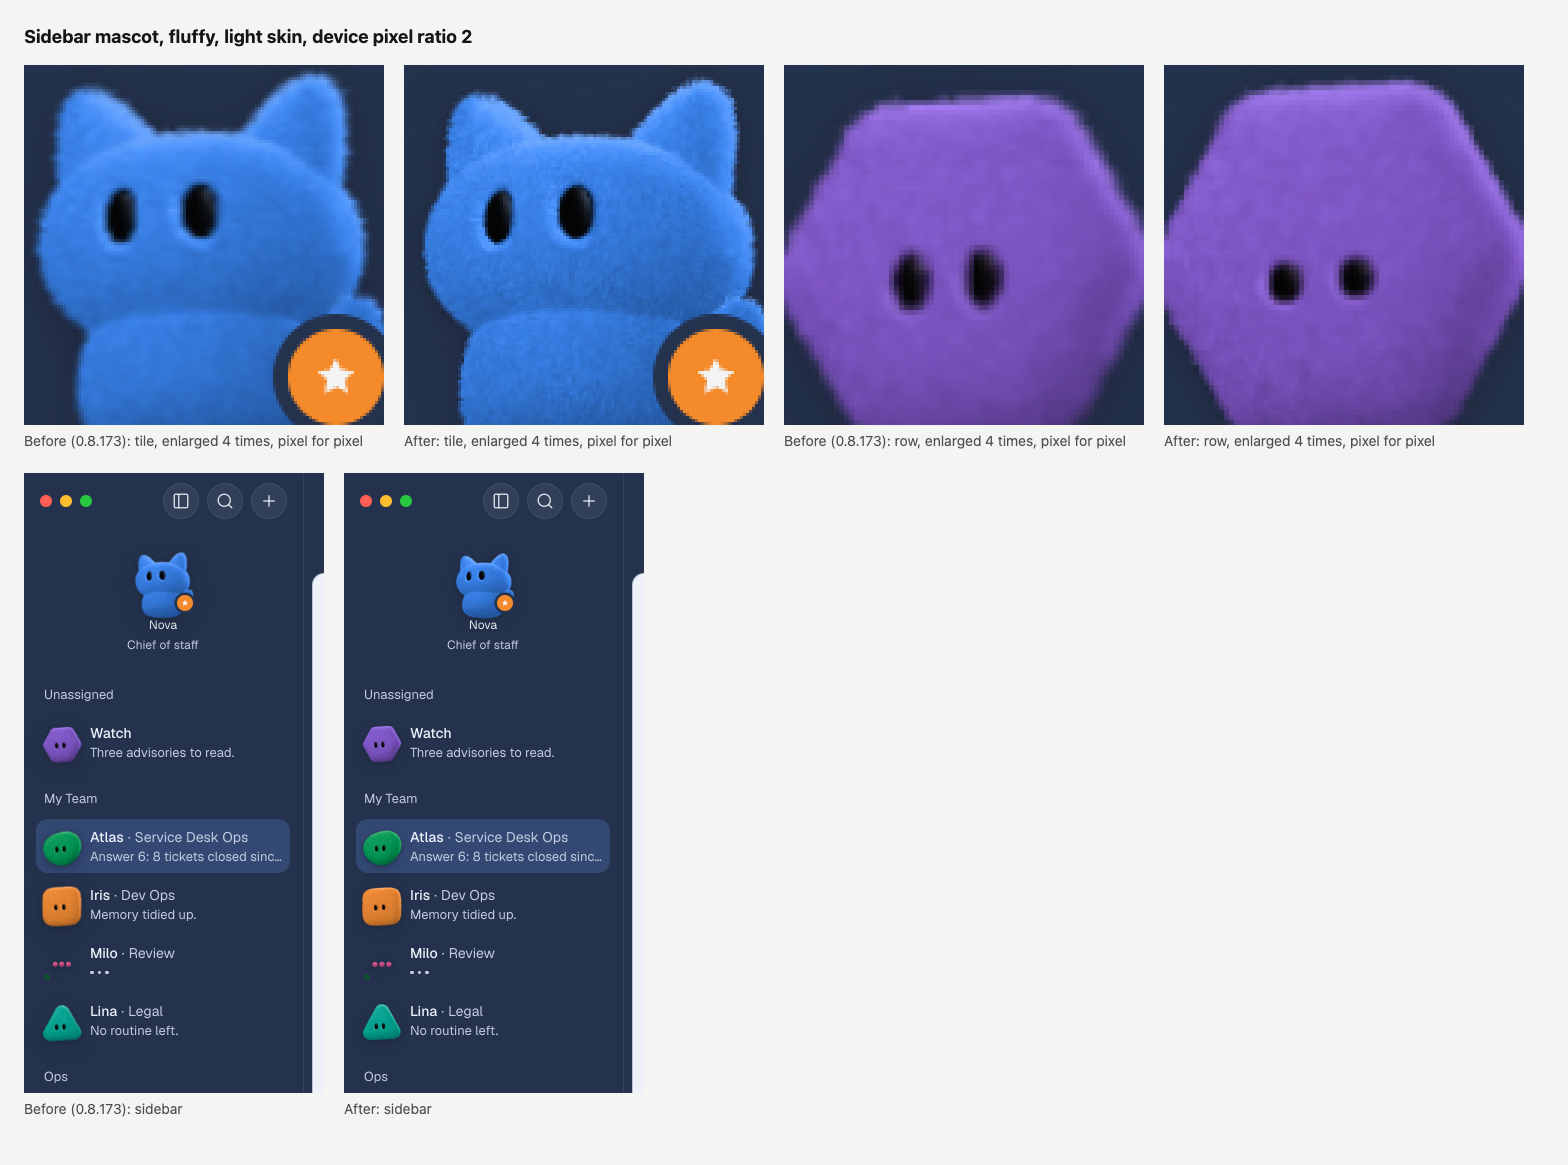 Sidebar mascot, fluffy, light skin, device pixel ratio 2
Before (0.8.173): tile, enlarged 4 times, pixel for pixel
After: tile, enlarged 4 times, pixel for pixel
Before (0.8.173): row, enlarged 4 times, pixel for pixel
After: row, enlarged 4 times, pixel for pixel
Nova
Chief of staff
Unassigned
Watch
Three advisories to read.
My Team
Atlas · Service Desk Ops
Answer 6: 8 tickets closed sinc...
Iris · Dev Ops
Memory tidied up.
Milo · Review
Lina · Legal
No routine left.
Ops
Before (0.8.173): sidebar
Nova
Chief of staff
Unassigned
Watch
Three advisories to read.
My Team
Atlas · Service Desk Ops
Answer 6: 8 tickets closed sinc...
Iris · Dev Ops
Memory tidied up.
Milo · Review
Lina · Legal
No routine left.
Ops
After: sidebar